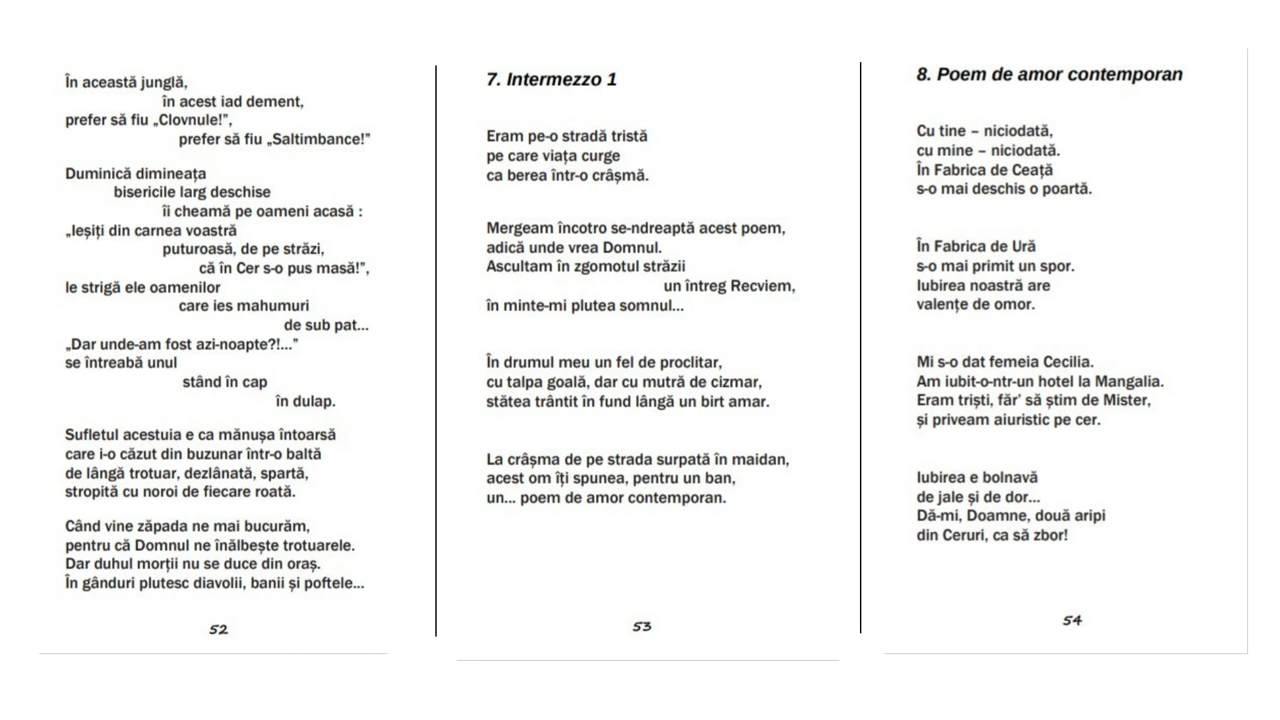 În această junglă,
în acest iad dement,
prefer să fiu „Clovnule!”,
prefer să fiu „Saltimbance!”
Duminică dimineața
bisericile larg deschise
îi cheamă pe oameni acasă :
„Ieșiți din carnea voastră
puturoasă, de pe străzi,
că în Cer s-o pus masă!”,
le strigă ele oamenilor
care ies mahumuri
de sub pat...
„Dar unde-am fost azi-noapte?!...”
se întreabă unul
stând în cap
în dulap.
Sufletul acestuia e ca mănușa întoarsă
care i-o căzut din buzunar într-o baltă
de lângă trotuar, dezlânată, spartă,
stropită cu noroi de fiecare roată.
Când vine zăpada ne mai bucurăm,
pentru că Domnul ne înălbește trotuarele.
Dar duhul morții nu se duce din oraș.
În gânduri plutesc diavolii, banii și poftele...
52
7. Intermezzo 1
Eram pe-o stradă tristă
pe care viața curge
ca berea într-o crâșmă.
Mergeam încotro se-ndreaptă acest poem,
adică unde vrea Domnul.
Ascultam în zgomotul străzii
un întreg Recviem,
în minte-mi plutea somnul...
În drumul meu un fel de proclitar,
cu talpa goală, dar cu mutră de cizmar,
stătea trântit în fund lângă un birt amar.
La crâșma de pe strada surpată în maidan,
acest om îți spunea, pentru un ban,
un... poem de amor contemporan.
53
8. Poem de amor contemporan
Cu tine – niciodată,
cu mine – niciodată.
În Fabrica de Ceață
s-o mai deschis o poartă.
În Fabrica de Ură
s-o mai primit un spor.
Iubirea noastră are
valențe de omor.
Mi s-o dat femeia Cecilia.
Am iubit-o-ntr-un hotel la Mangalia.
Eram triști, făr’ să știm de Mister,
și priveam aiuristic pe cer.
Iubirea e bolnavă
de jale și de dor...
Dă-mi, Doamne, două aripi
din Ceruri, ca să zbor!
54